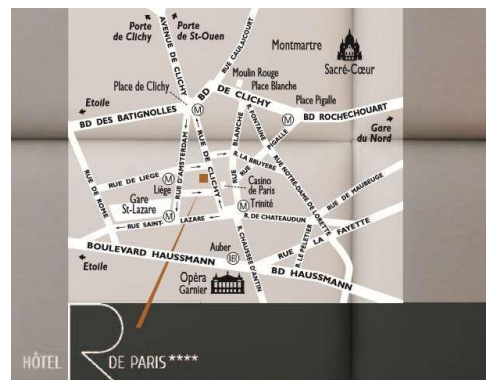 Porte
de Clichy
Porte
de St-Ouen
AVENUE DE CLICHY
RUE CAULAICOURT
Montmartre
Sacré-Cœur
Moulin Rouge
Place de Clichy
Place Blanche
Place Pigalle
BD DE CLICHY
Etoile
BD DES BATIGNOLLES
M
M
BD ROCHECHOUART
Gare
du Nord
RUE DE CLICHY
RUE D'AMSTERDAM
BLANCHE
RUE
R. FONTAINE
PIGALLE
R. LA BRUYERE
RUE NOTRE-DAME DE LORETTE
RUE DE MAUBEUGE
RUE DE ROME
RUE DE LIEGE
M
Liège
Casino
de Paris
Gare
St-Lazare
M
M
Trinité
RUE SAINT-LAZARE
R. DE CHATEAUDUN
R. LE PELETIER
RUE LA FAYETTE
BOULEVARD HAUSSMANN
Auber
RER
R. CHAUSSEE D'ANTIN
BD HAUSSMANN
Etoile
Opéra
Garnier
HÔTEL R DE PARIS ****